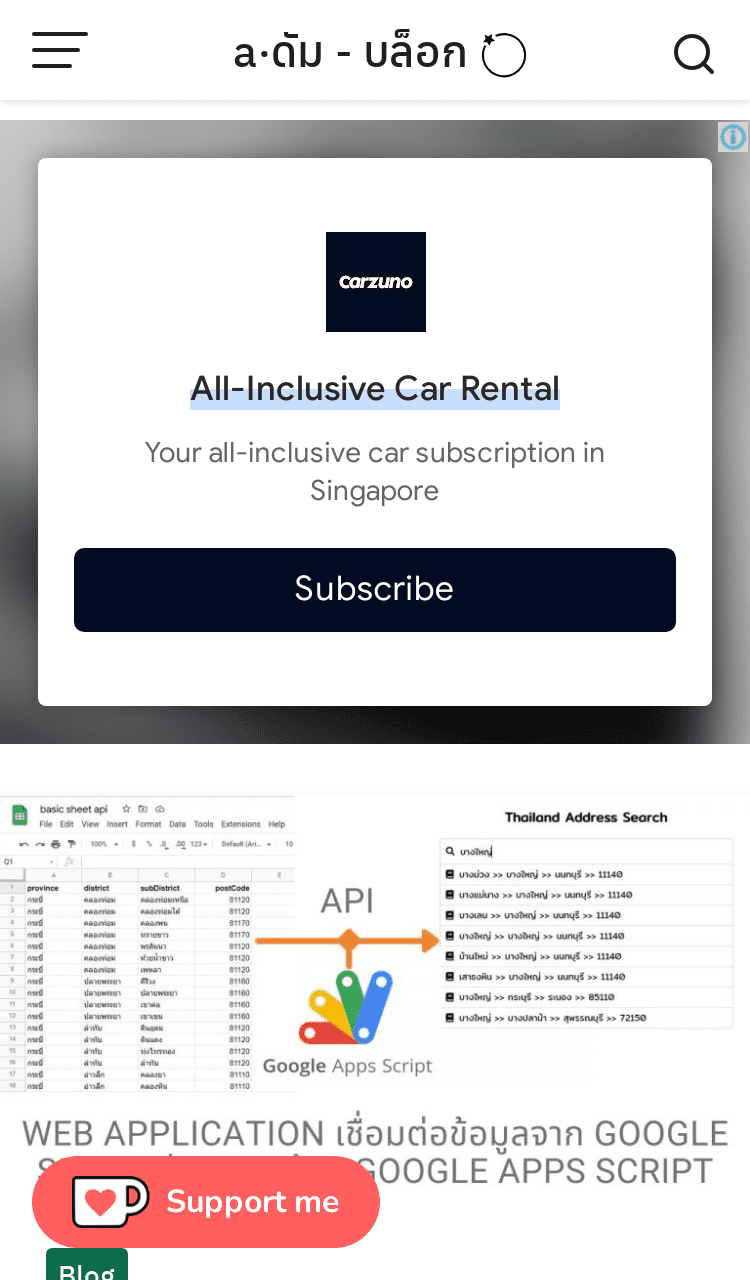 a·ดัม - บล็อก
Carzuno
All-Inclusive Car Rental
Your all-inclusive car subscription in
Singapore
Subscribe
basic sheet api
File Edit View Insert Format Data Tools Extensions Help
100% $ % .0 .00 123 Default (Ari... 10
Q1 fx
A B C D E
1 province district subDistrict postCode
2 กระบี่ คลองท่อม คลองท่อมเหนือ 81120
3 กระบี่ คลองท่อม คลองท่อมใต้ 81120
4 กระบี่ คลองท่อม คลองพน 81170
5 กระบี่ คลองท่อม ทรายขาว 81170
6 กระบี่ คลองท่อม พรุดินนา 81120
7 กระบี่ คลองท่อม ห้วยน้ำขาว 81120
8 กระบี่ คลองท่อม เพหลา 81120
9 กระบี่ ปลายพระยา คีรีวง 81160
10 กระบี่ ปลายพระยา ปลายพระยา 81160
11 กระบี่ ปลายพระยา เขาต่อ 81160
12 กระบี่ ปลายพระยา เขาเขน 81160
13 กระบี่ ลำทับ ดินอุดม 81120
14 กระบี่ ลำทับ ดินแดง 81120
15 กระบี่ ลำทับ ทุ่งไทรทอง 81120
16 กระบี่ ลำทับ ลำทับ 81120
17 กระบี่ อ่าวลึก คลองยา 81110
18 กระบี่ อ่าวลึก คลองหิน 81110
API
Google Apps Script
Thailand Address Search
บางใหญ่
บางม่วง >> บางใหญ่ >> นนทบุรี >> 11140
บางแม่นาง >> บางใหญ่ >> นนทบุรี >> 11140
บางเลน >> บางใหญ่ >> นนทบุรี >> 11140
บางใหญ่ >> บางใหญ่ >> นนทบุรี >> 11140
บ้านใหม่ >> บางใหญ่ >> นนทบุรี >> 11140
เสาธงหิน >> บางใหญ่ >> นนทบุรี >> 11140
บางใหญ่ >> กระบุรี >> ระนอง >> 85110
บางใหญ่ >> บางปลาม้า >> สุพรรณบุรี >> 72150
WEB APPLICATION เชื่อมต่อข้อมูลจาก GOOGLE
GOOGLE APPS SCRIPT
Support me
Blog